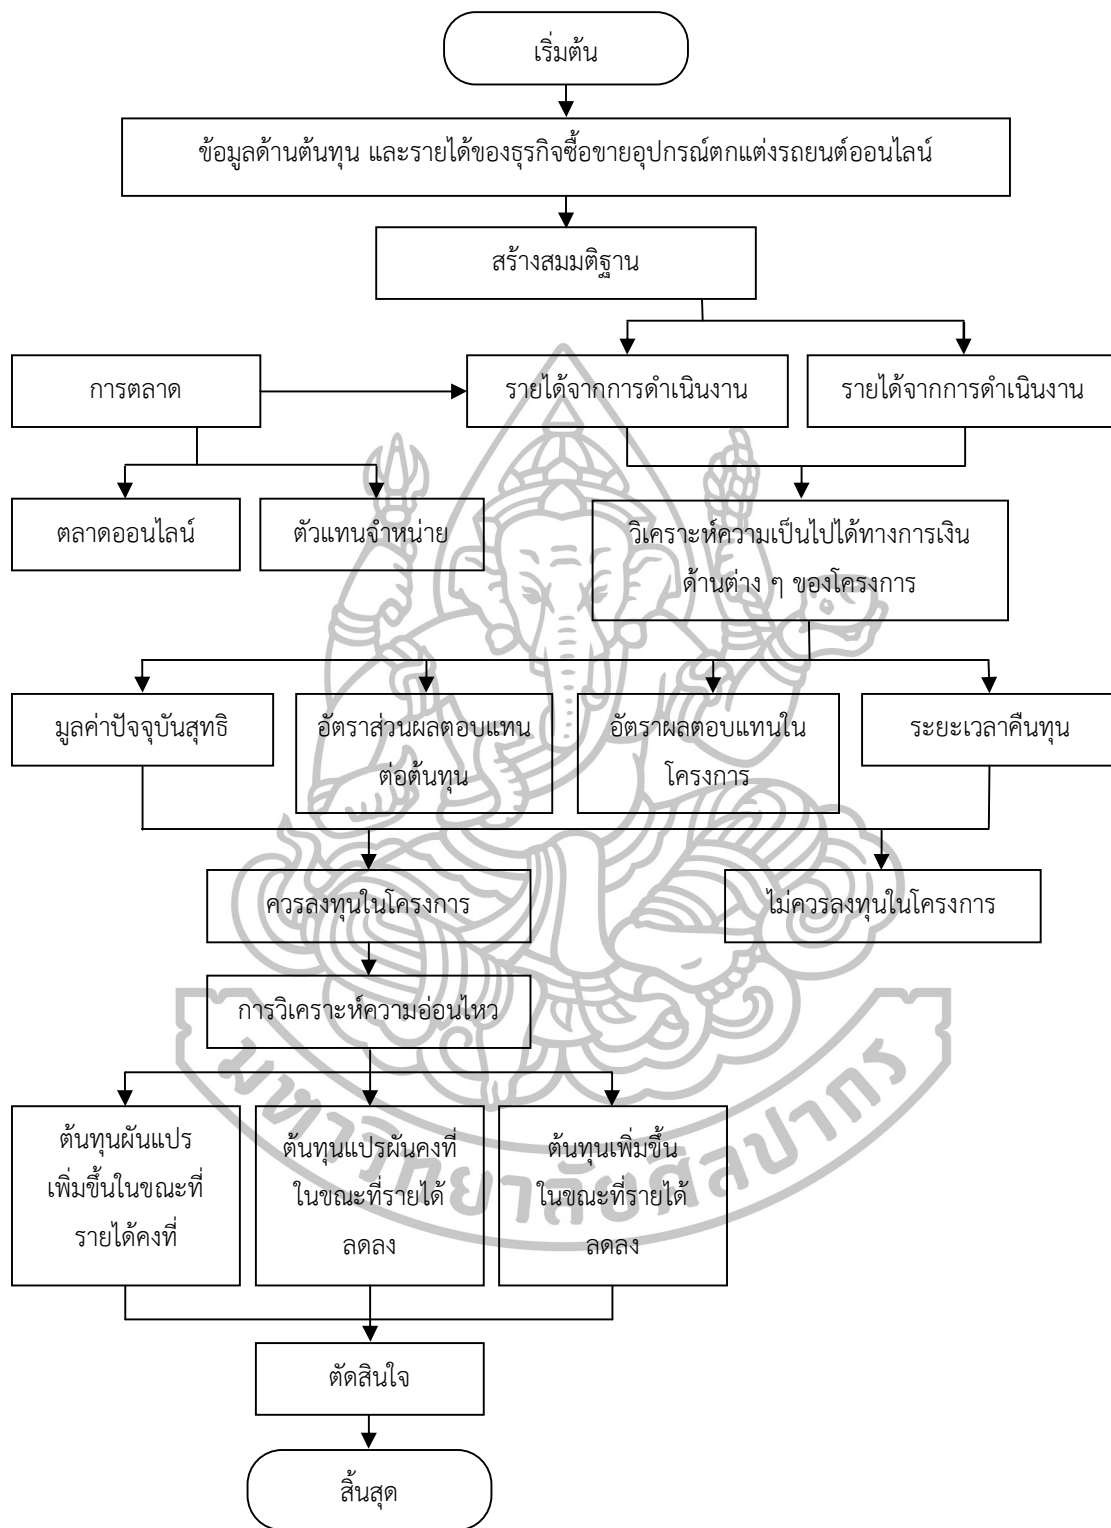 เริ่มต้น
ข้อมูลด้านต้นทุน และรายได้ของธุรกิจซื้อขายอุปกรณ์ตกแต่งรถยนต์ออนไลน์
สร้างสมมติฐาน
การตลาด
รายได้จากการดำเนินงาน
รายได้จากการดำเนินงาน
ตลาดออนไลน์
ตัวแทนจำหน่าย
วิเคราะห์ความเป็นไปได้ทางการเงิน
ด้านต่าง ๆ ของโครงการ
มูลค่าปัจจุบันสุทธิ
อัตราส่วนผลตอบแทน
ต่อต้นทุน
อัตราผลตอบแทนใน
โครงการ
ระยะเวลาคืนทุน
ควรลงทุนในโครงการ
ไม่ควรลงทุนในโครงการ
การวิเคราะห์ความอ่อนไหว
ต้นทุนผันแปร
เพิ่มขึ้นในขณะที่
รายได้คงที่
ต้นทุนแปรผันคงที่
ในขณะที่รายได้
ลดลง
ต้นทุนเพิ่มขึ้น
ในขณะที่รายได้
ลดลง
มหาวิทยาลัยศิลปากร
ตัดสินใจ
สิ้นสุด